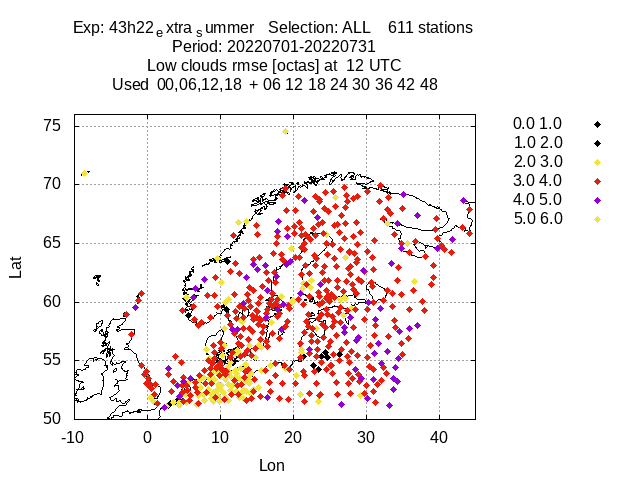 Exp: 43h22 e xtra s ummer   Selection: ALL    611 stations
Period: 20220701-20220731
Low clouds rmse [octas] at  12 UTC
Used  00,06,12,18  + 06 12 18 24 30 36 42 48
75
70
65
60
55
50
Lat
-10 0 10 20 30 40
Lon
0.0 1.0
1.0 2.0
2.0 3.0
3.0 4.0
4.0 5.0
5.0 6.0